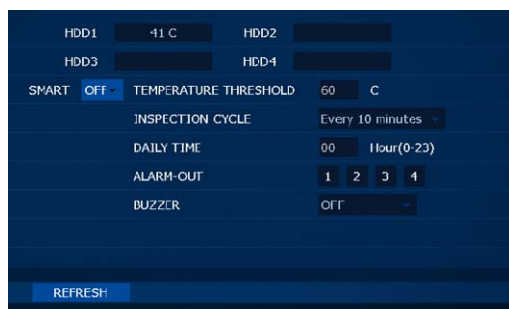 HDD1 41 C HDD2
HDD3 HDD4
SMART OFF TEMPERATURE THRESHOLD 60 C
INSPECTION CYCLE Every 10 minutes
DAILY TIME 00 Hour(0-23)
ALARM-OUT 1 2 3 4
BUZZER OFF
REFRESH